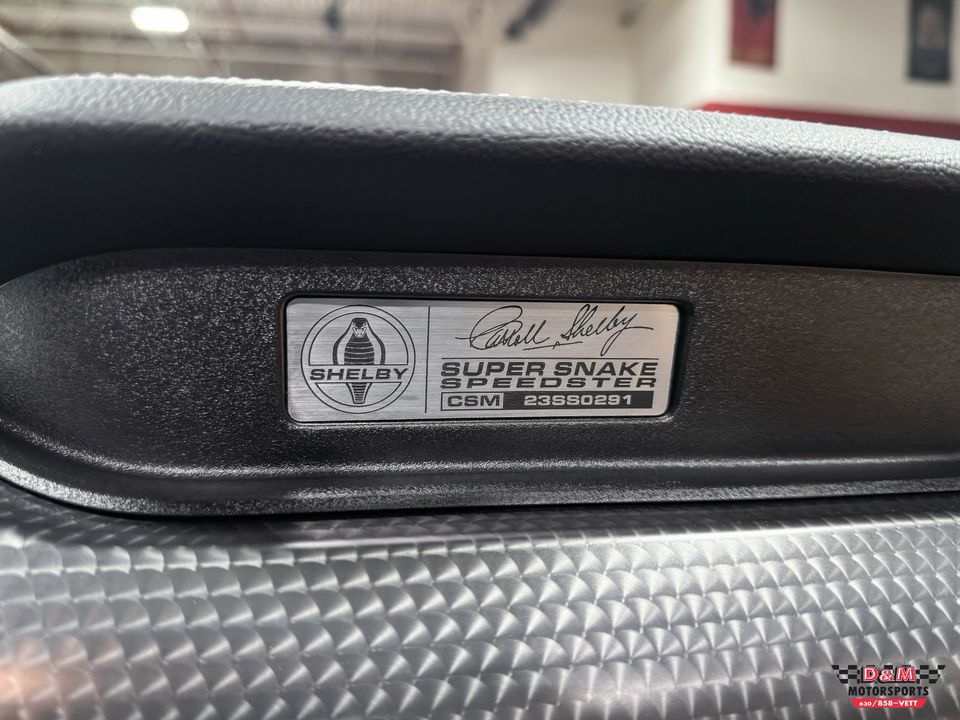 SHELBY
Carroll Shelby
SUPER SNAKE
SPEEDSTER
CSM 23SS0291
D&M
MOTORSPORTS
630/858-VETT